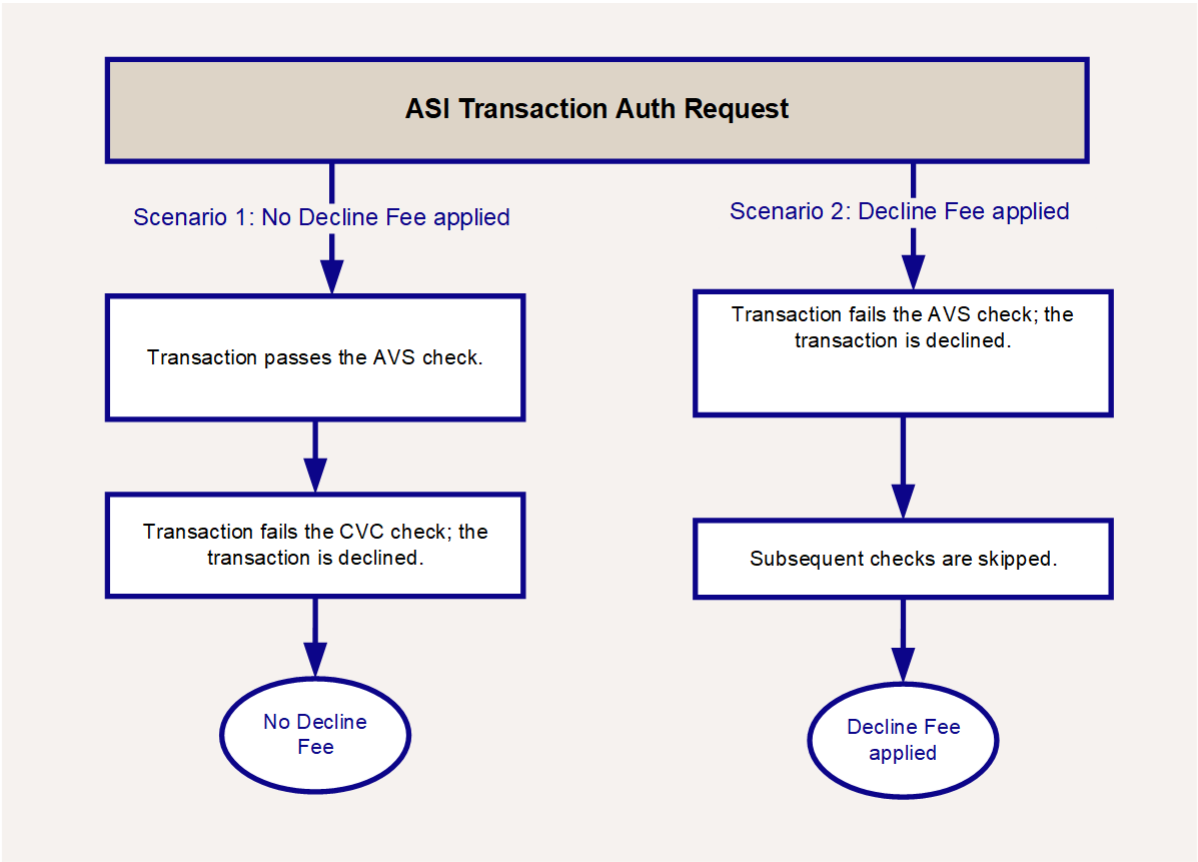 ASI Transaction Auth Request
Scenario 1: No Decline Fee applied
Transaction passes the AVS check.
Transaction fails the CVC check; the
transaction is declined.
No Decline
Fee
Scenario 2: Decline Fee applied
Transaction fails the AVS check; the
transaction is declined.
Subsequent checks are skipped.
Decline Fee
applied